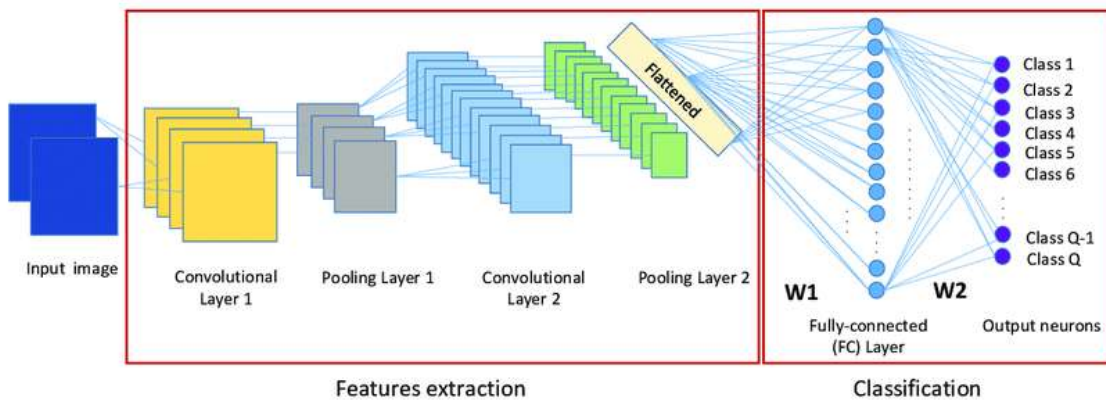 Flattened
Class 1
Class 2
Class 3
Class 4
Class 5
Class 6
Class Q-1
Class Q
Input image
Convolutional
Layer 1
Pooling Layer 1
Convolutional
Layer 2
Pooling Layer 2
W1
W2
Fully-connected
(FC) Layer
Output neurons
Features extraction
Classification